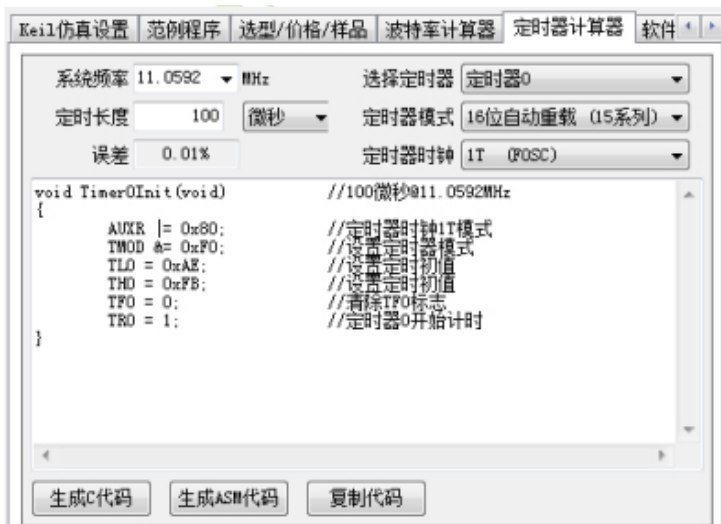 Keil仿真设置 范例程序 选型/价格/样品 波特率计算器 定时器计算器 软件
系统频率 11.0592 MHz 选择定时器 定时器0
定时长度 100 微秒 定时器模式 16位自动重载 (15系列)
误差 0.01% 定时器时钟 1T (FOSC)
void Timer0Init(void) //100微秒@11.0592MHz
{
AUXR |= 0x80; //定时器时钟1T模式
TMOD &= 0xF0; //设置定时器模式
TL0 = 0xAE; //设置定时初值
TH0 = 0xFB; //设置定时初值
TF0 = 0; //清除TF0标志
TR0 = 1; //定时器0开始计时
}
生成C代码 生成ASM代码 复制代码